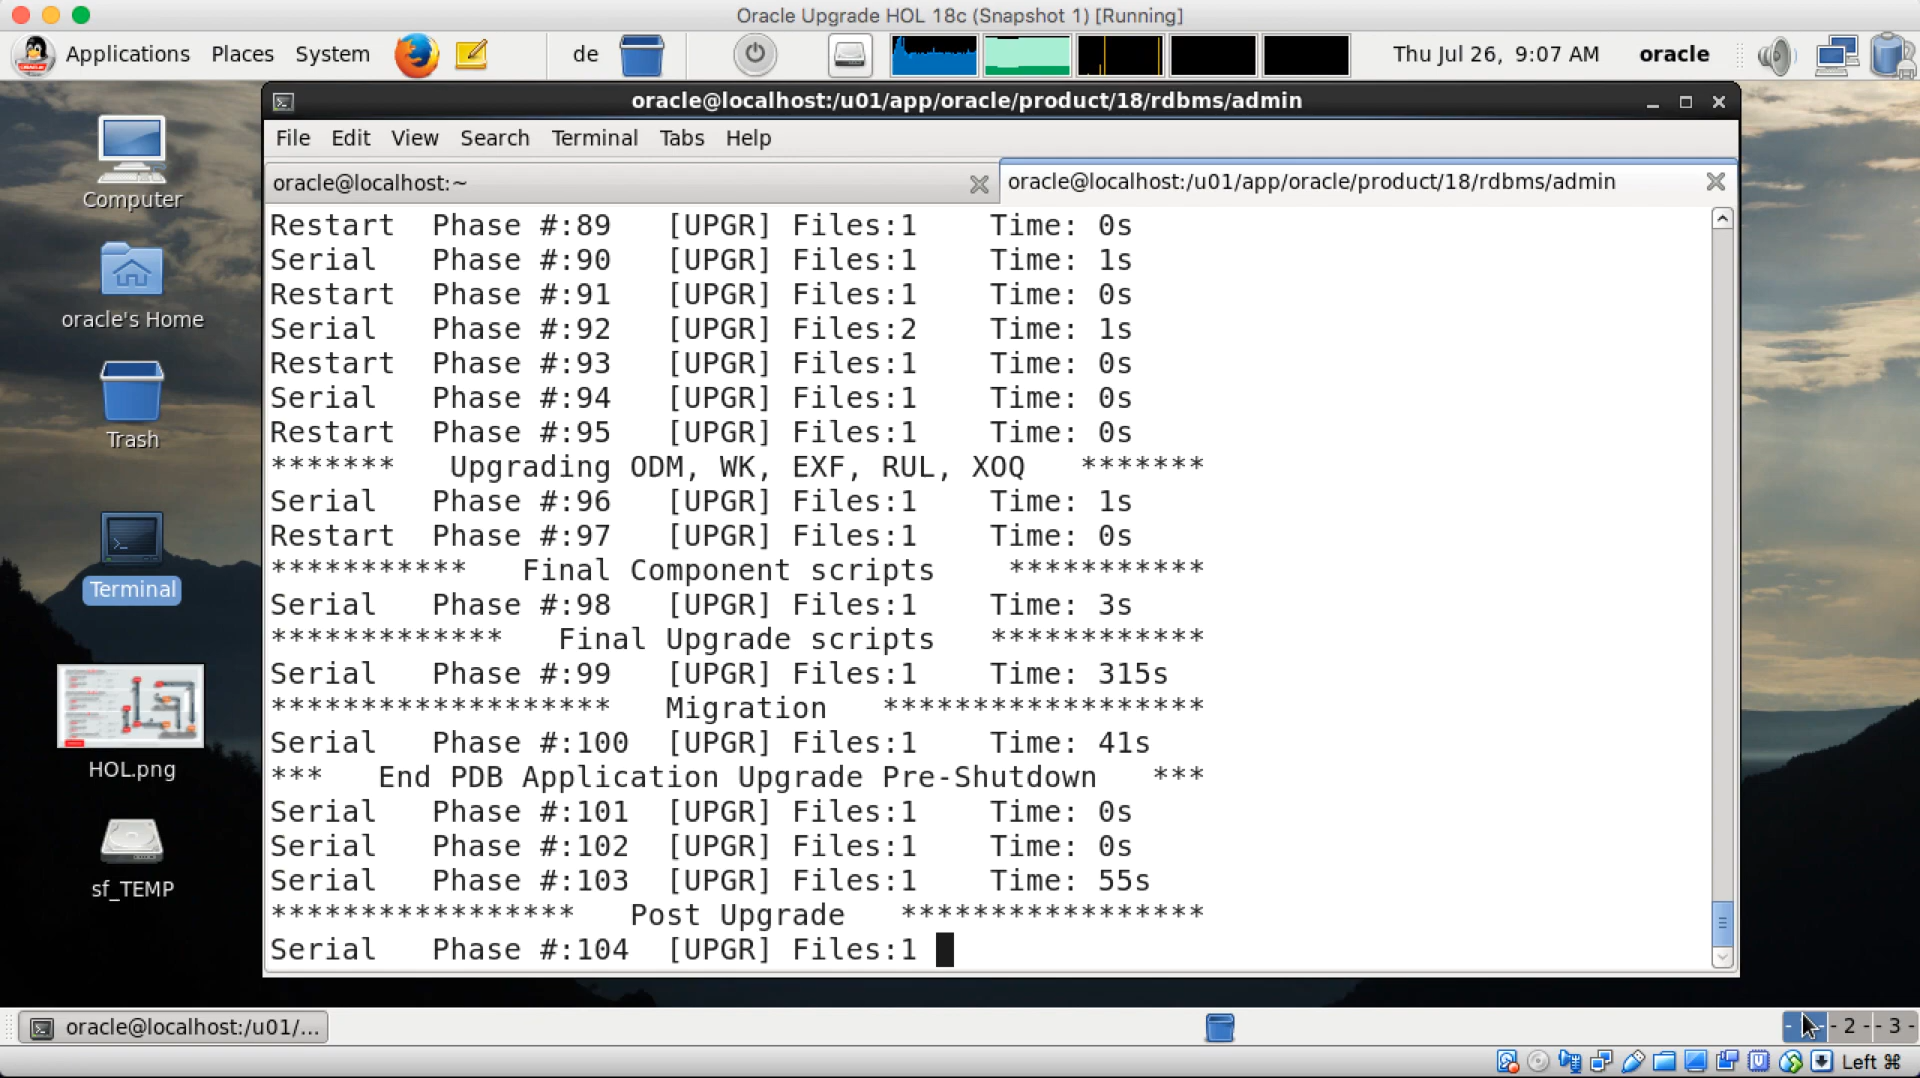 Oracle Upgrade HOL 18c (Snapshot 1) [Running]
Applications Places System de Thu Jul 26, 9:07 AM oracle
oracle@localhost:/u01/app/oracle/product/18/rdbms/admin
File Edit View Search Terminal Tabs Help
oracle@localhost:~
oracle@localhost:/u01/app/oracle/product/18/rdbms/admin
Restart Phase #:89 [UPGR] Files:1 Time: 0s
Serial Phase #:90 [UPGR] Files:1 Time: 1s
Restart Phase #:91 [UPGR] Files:1 Time: 0s
Serial Phase #:92 [UPGR] Files:2 Time: 1s
Restart Phase #:93 [UPGR] Files:1 Time: 0s
Serial Phase #:94 [UPGR] Files:1 Time: 0s
Restart Phase #:95 [UPGR] Files:1 Time: 0s
******* Upgrading ODM, WK, EXF, RUL, XOQ *******
Serial Phase #:96 [UPGR] Files:1 Time: 1s
Restart Phase #:97 [UPGR] Files:1 Time: 0s
*********** Final Component scripts ***********
Serial Phase #:98 [UPGR] Files:1 Time: 3s
************* Final Upgrade scripts ************
Serial Phase #:99 [UPGR] Files:1 Time: 315s
******************* Migration ******************
Serial Phase #:100 [UPGR] Files:1 Time: 41s
*** End PDB Application Upgrade Pre-Shutdown ***
Serial Phase #:101 [UPGR] Files:1 Time: 0s
Serial Phase #:102 [UPGR] Files:1 Time: 0s
Serial Phase #:103 [UPGR] Files:1 Time: 55s
***************** Post Upgrade *****************
Serial Phase #:104 [UPGR] Files:1
Computer
oracle's Home
Trash
Terminal
HOL.png
sf_TEMP
oracle@localhost:/u01/...
- 2 - - 3 -
Left ⌘